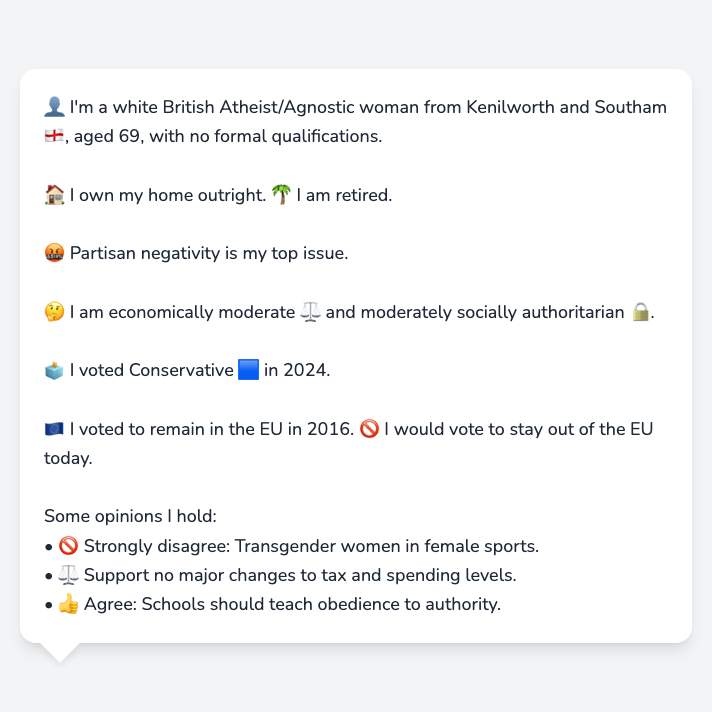 👤 I'm a white British Atheist/Agnostic woman from Kenilworth and Southam
🏴󠁧󠁢󠁥󠁮󠁧󠁿, aged 69, with no formal qualifications.
🏠 I own my home outright. 🌴 I am retired.
🤬 Partisan negativity is my top issue.
🤔 I am economically moderate ⚖️ and moderately socially authoritarian 🔒.
🗳️ I voted Conservative 🟦 in 2024.
🇪🇺 I voted to remain in the EU in 2016. 🚫 I would vote to stay out of the EU
today.
Some opinions I hold:
• 🚫 Strongly disagree: Transgender women in female sports.
• ⚖️ Support no major changes to tax and spending levels.
• 👍 Agree: Schools should teach obedience to authority.